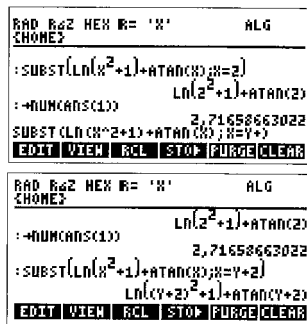 RAD R∡Z HEX R= 'X' ALG
{HOME}
:SUBST(LN(X²+1)+ATAN(X);X=2)
LN(2²+1)+ATAN(2)
:→NUM(ANS(1))
2,71658663022
SUBST(LN(X^2+1)+ATAN(X);X=Y+)
EDIT VIEW RCL STO▶ PURGE CLEAR
RAD R∡Z HEX R= 'X' ALG
{HOME}
LN(2²+1)+ATAN(2)
:→NUM(ANS(1))
2,71658663022
:SUBST(LN(X²+1)+ATAN(X);X=Y+2)
LN((Y+2)²+1)+ATAN(Y+2)
EDIT VIEW RCL STO▶ PURGE CLEAR